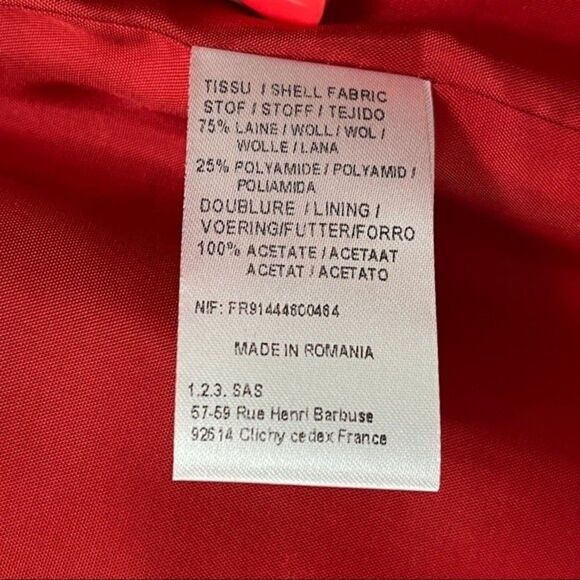 TISSU / SHELL FABRIC
STOF / STOFF / TEJIDO
75% LAINE / WOLL / WOL /
WOLLE / LANA
25% POLYAMIDE / POLYAMID /
POLIAMIDA
DOUBLURE / LINING /
VOERING/FUTTER/FORRO
100% ACETATE / ACETAAT
ACETAT / ACETATO
NIF: FR91444600464
MADE IN ROMANIA
1.2.3. SAS
57-59 Rue Henri Barbuse
92614 Clichy cedex France